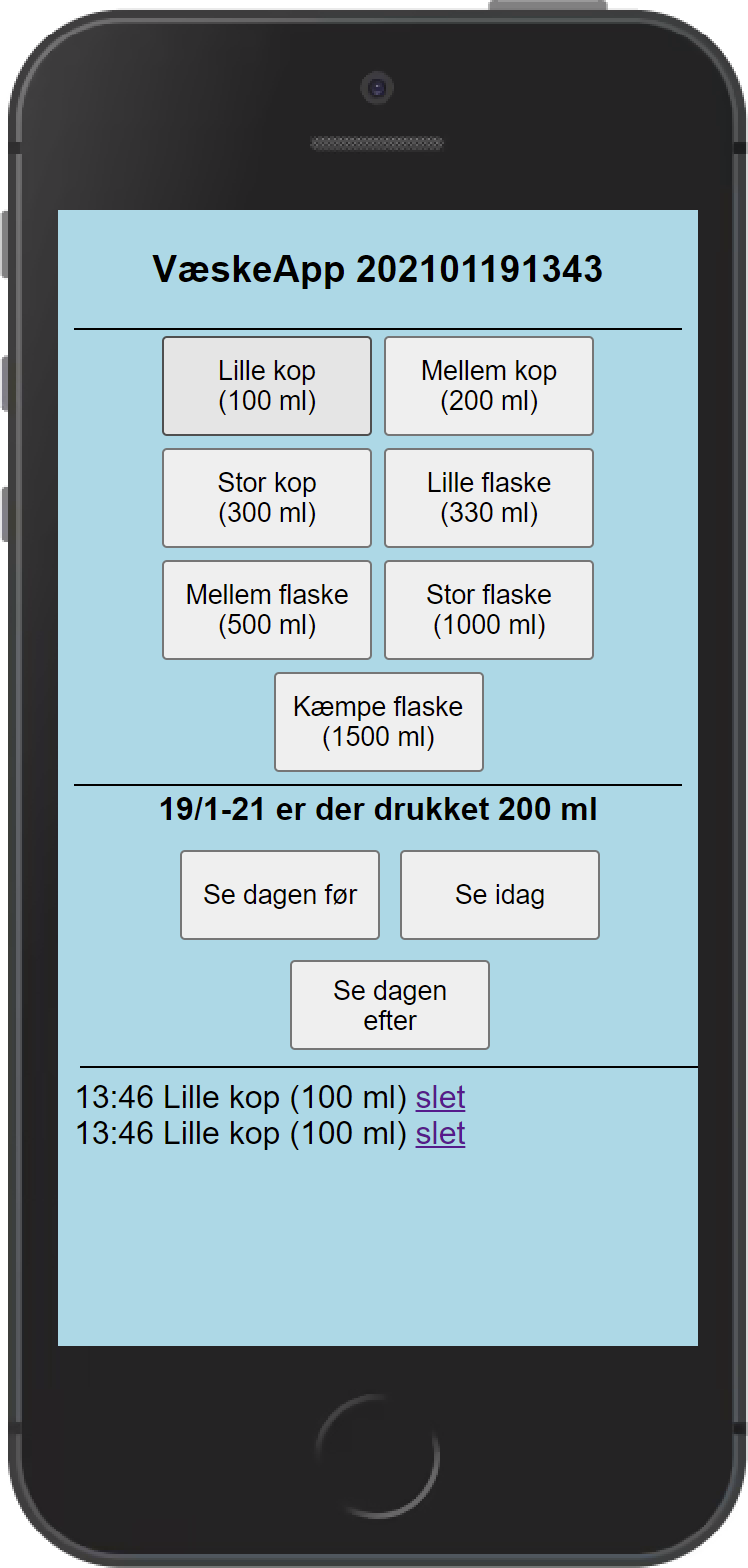 VæskeApp 202101191343
Lille kop
(100 ml)
Mellem kop
(200 ml)
Stor kop
(300 ml)
Lille flaske
(330 ml)
Mellem flaske
(500 ml)
Stor flaske
(1000 ml)
Kæmpe flaske
(1500 ml)
19/1-21 er der drukket 200 ml
Se dagen før
Se idag
Se dagen
efter
13:46 Lille kop (100 ml) slet
13:46 Lille kop (100 ml) slet